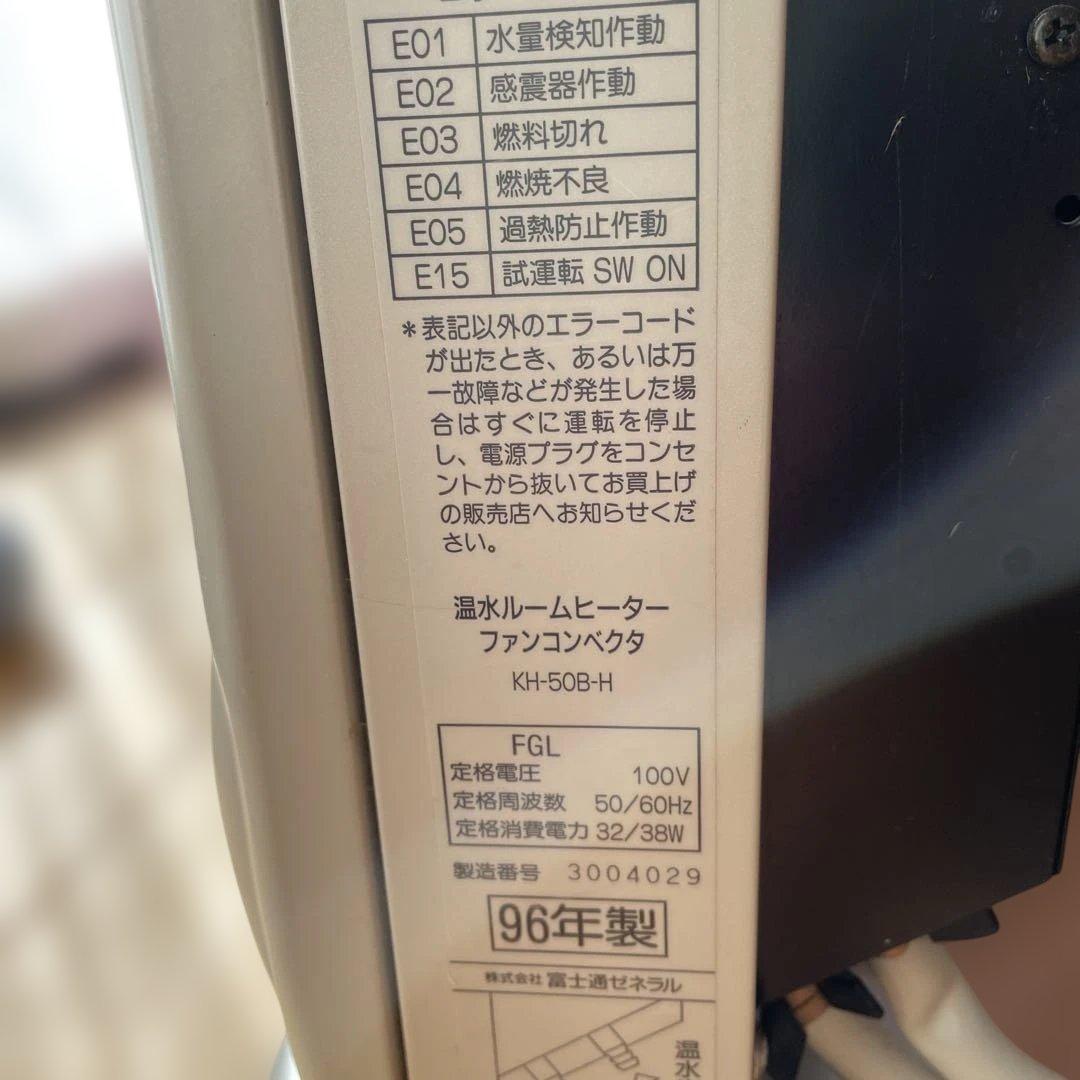 E01 水量検知作動
E02 感震器作動
E03 燃料切れ
E04 燃焼不良
E05 過熱防止作動
E15 試運転 SW ON
*表記以外のエラーコード
が出たとき、あるいは万
一故障などが発生した場
合はすぐに運転を停止
し、電源プラグをコンセ
ントから抜いてお買上げ
の販売店へお知らせくだ
さい。
温水ルームヒーター
ファンコンベクタ
KH-50B-H
FGL
定格電圧 100V
定格周波数 50/60Hz
定格消費電力 32/38W
製造番号 3004029
96年製
株式会社 富士通ゼネラル
温水